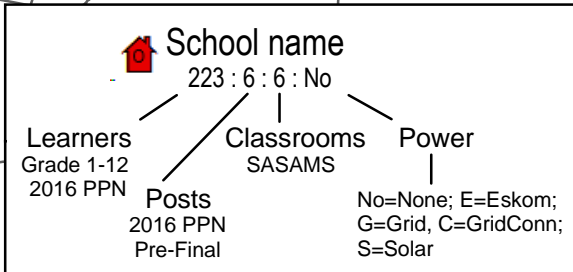 O
School name
223 : 6 : 6 : No
Learners
Grade 1-12
2016 PPN
Posts
2016 PPN
Pre-Final
Classrooms
SASAMS
Power
No=None; E=Eskom;
G=Grid, C=GridConn;
S=Solar